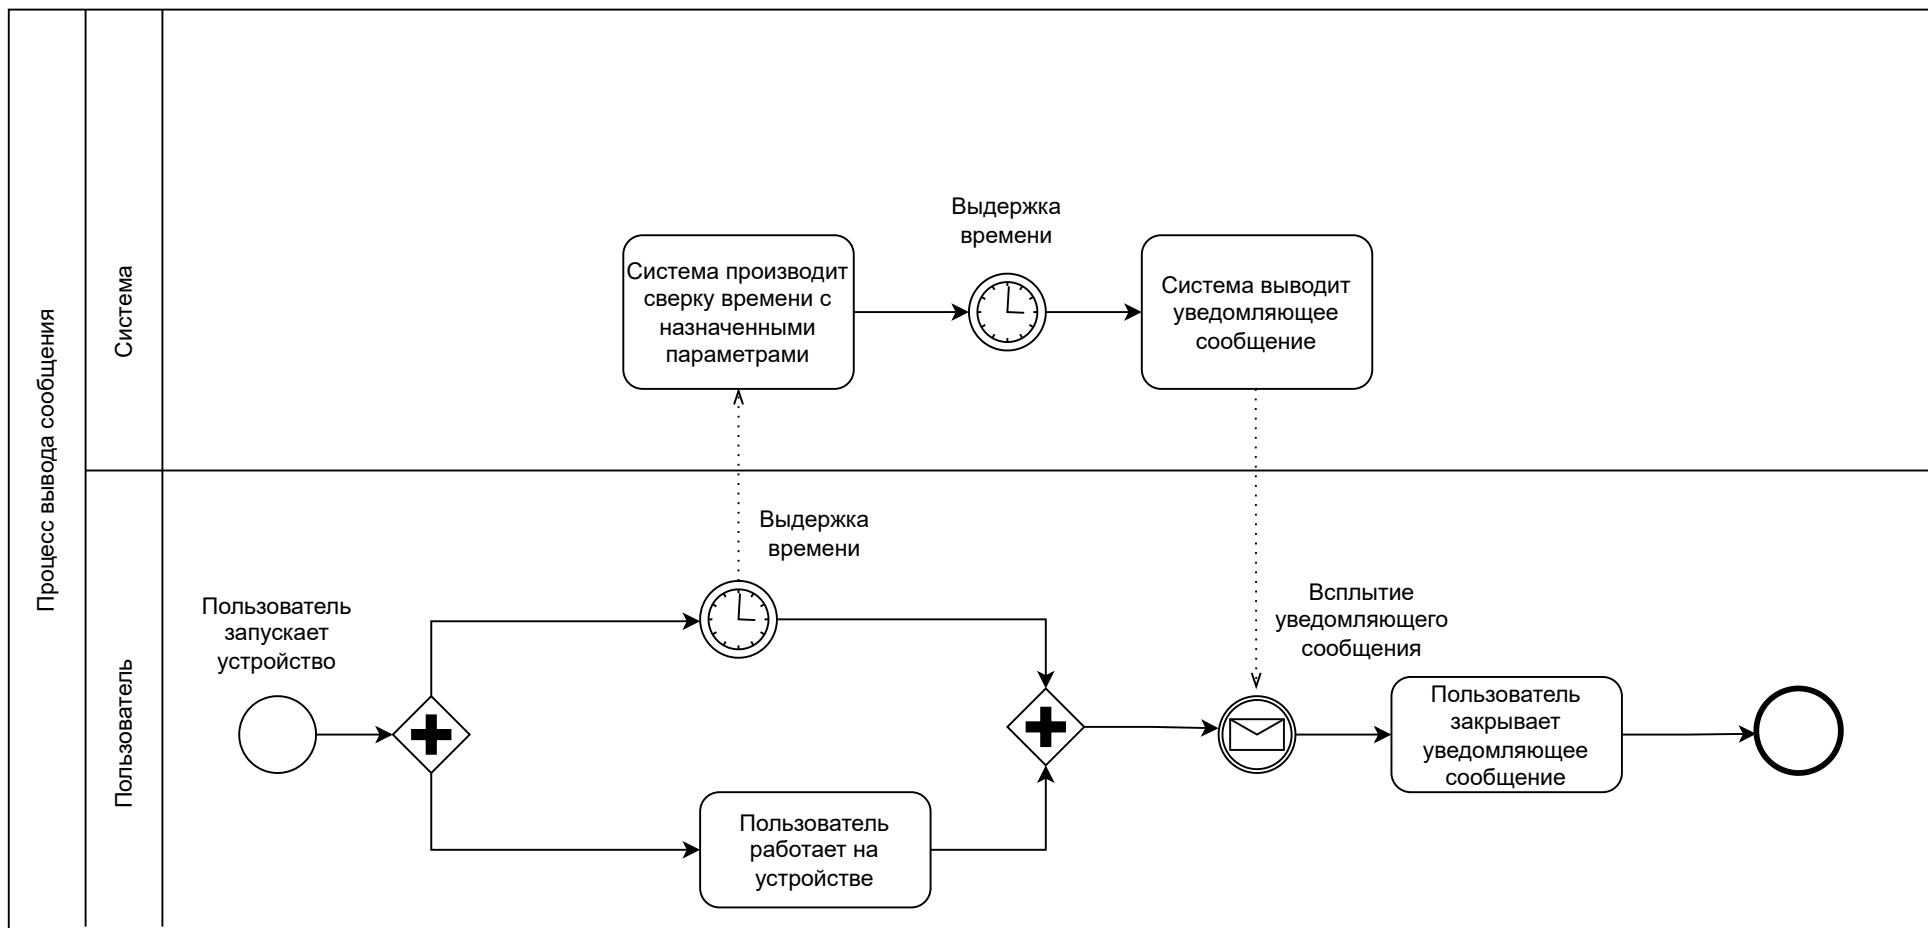 Процесс вывода сообщения
Система
Выдержка
времени
Система производит
сверку времени с
назначенными
параметрами
Система выводит
уведомляющее
сообщение
Пользователь
Выдержка
времени
Пользователь
запускает
устройство
Всплытие
уведомляющего
сообщения
Пользователь
закрывает
уведомляющее
сообщение
Пользователь
работает на
устройстве